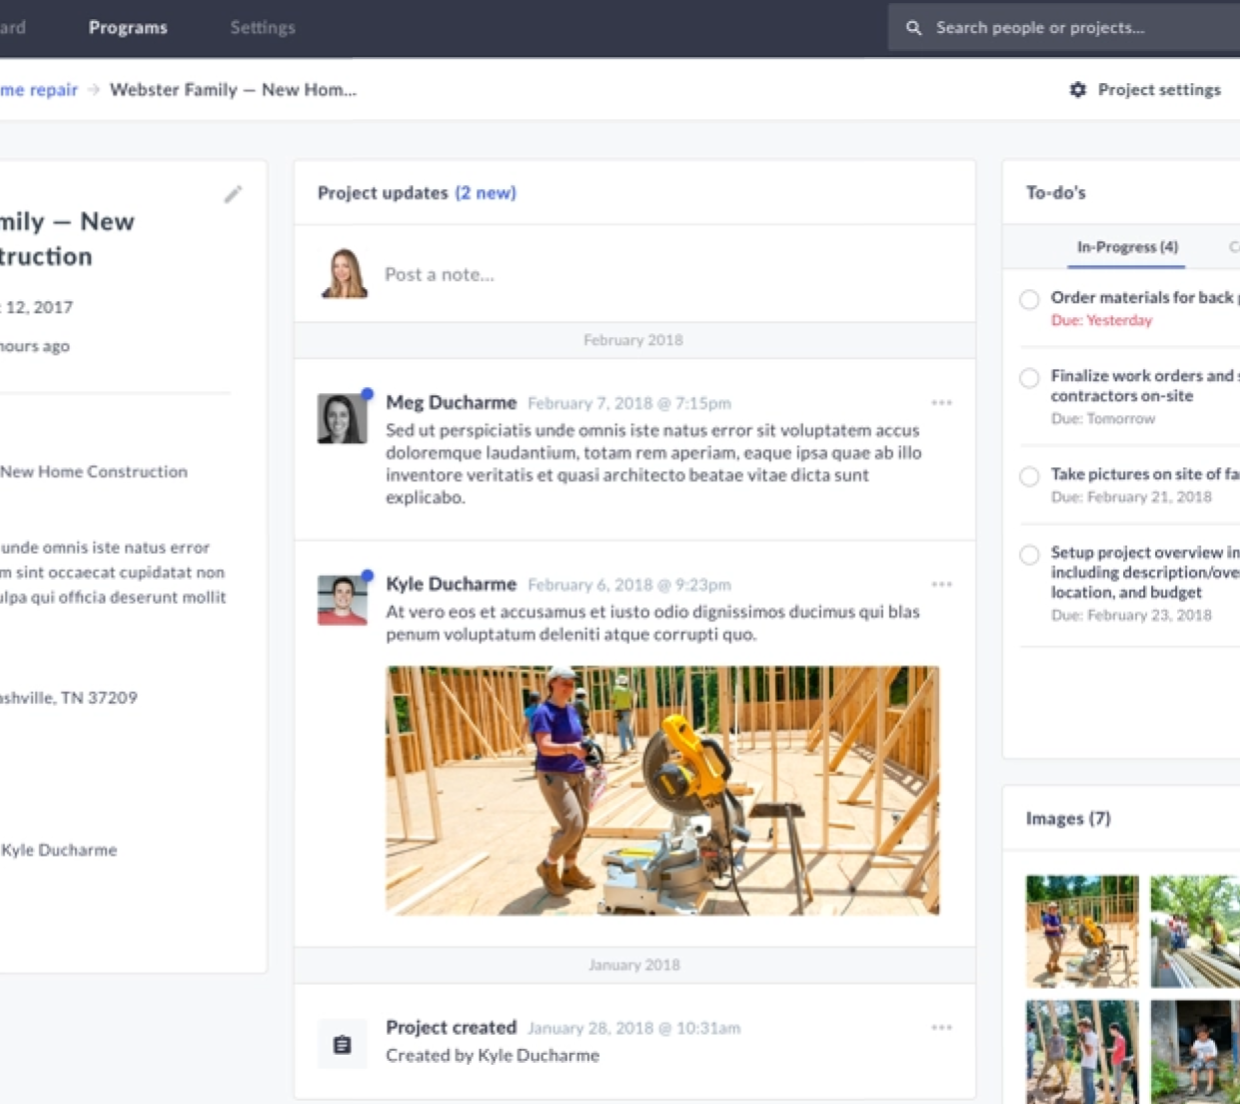 ard Programs Settings Search people or projects...
me repair → Webster Family — New Hom... Project settings
mily — New
truction
12, 2017
hours ago
New Home Construction
unde omnis iste natus error
m sint occaecat cupidatat non
ulpa qui officia deserunt mollit
ashville, TN 37209
Kyle Ducharme
Project updates (2 new)
Post a note...
February 2018
Meg Ducharme February 7, 2018 @ 7:15pm
Sed ut perspiciatis unde omnis iste natus error sit voluptatem accus
doloremque laudantium, totam rem aperiam, eaque ipsa quae ab illo
inventore veritatis et quasi architecto beatae vitae dicta sunt
explicabo.
Kyle Ducharme February 6, 2018 @ 9:23pm
At vero eos et accusamus et iusto odio dignissimos ducimus qui blas
penum voluptatum deleniti atque corrupti quo.
January 2018
Project created January 28, 2018 @ 10:31am
Created by Kyle Ducharme
To-do's
In-Progress (4) C
Order materials for back p
Due: Yesterday
Finalize work orders and s
contractors on-site
Due: Tomorrow
Take pictures on site of fa
Due: February 21, 2018
Setup project overview in
including description/ove
location, and budget
Due: February 23, 2018
Images (7)